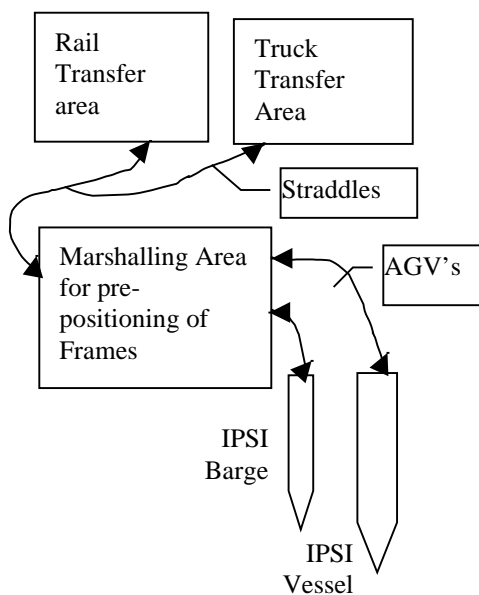 Rail
Transfer
area
Truck
Transfer
Area
Straddles
Marshalling Area
for pre-
positioning of
Frames
AGV's
IPSI
Barge
IPSI
Vessel